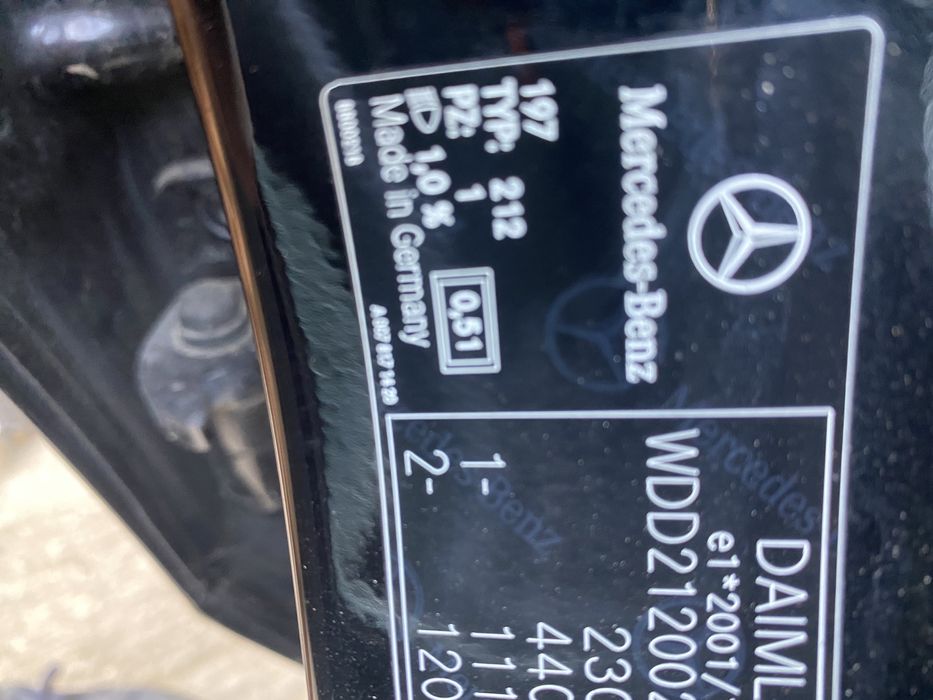 Mercedes-Benz
197
TYP: 212
PZ: 1
0,51
1,0 %
Made in Germany
DAIML
e1*2001/
WDD212002
230
440
1- 111
2- 120